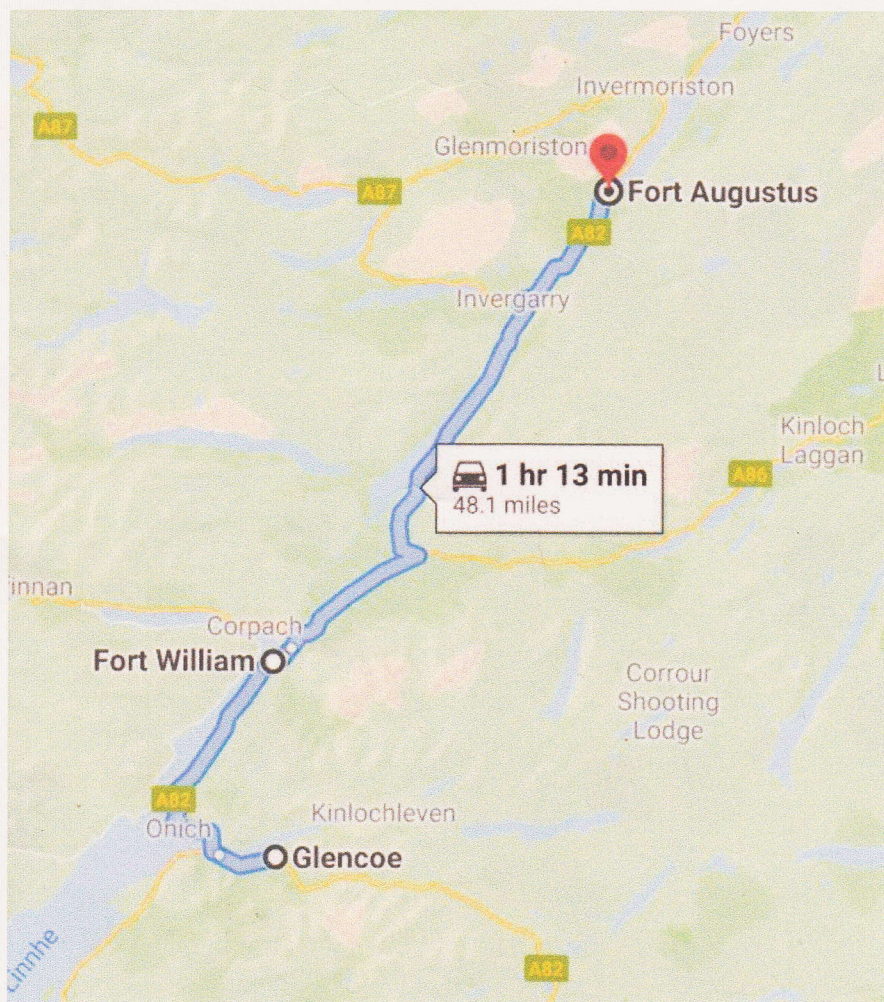 Foyers
Invermoriston
A87
Glenmoriston
A87
Fort Augustus
A82
Invergarry
L
Kinloch
Laggan
1 hr 13 min
48.1 miles
A86
innan
Corpach
Fort William
Corrour
Shooting
Lodge
A82
Onich
Kinlochleven
Glencoe
Linnhe
A82